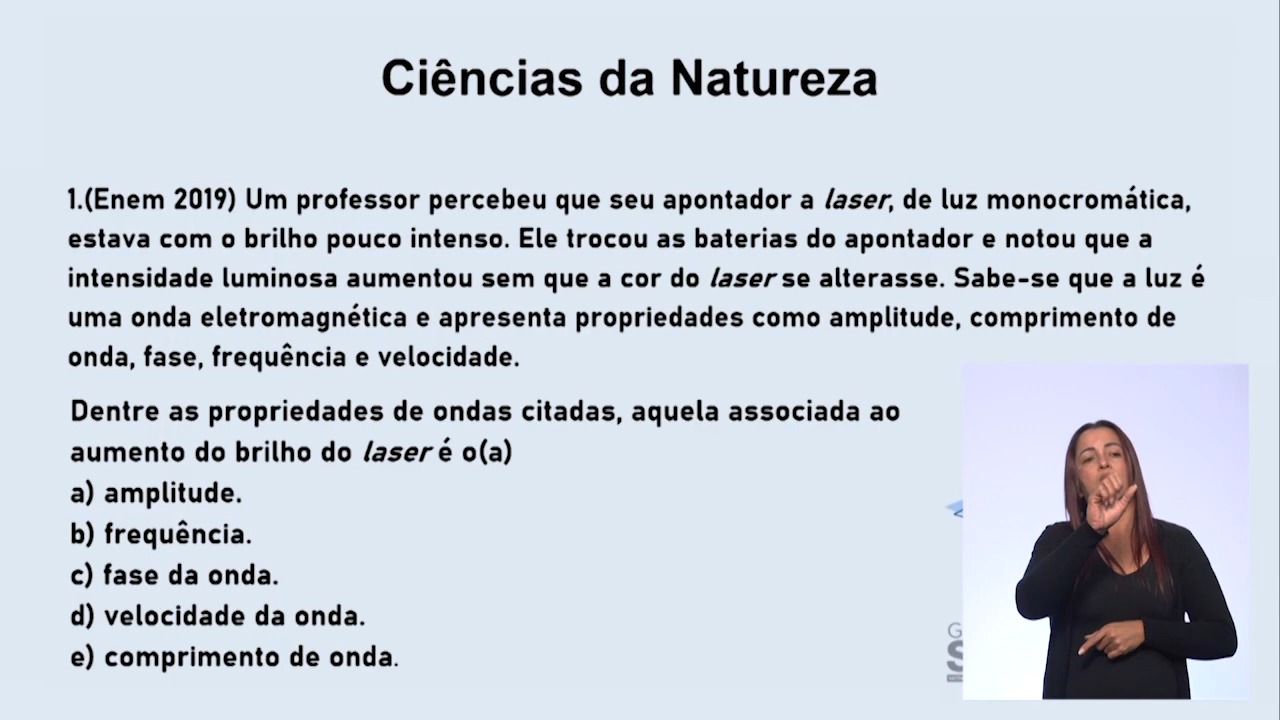 Ciências da Natureza
1.(Enem 2019) Um professor percebeu que seu apontador a laser, de luz monocromática,
estava com o brilho pouco intenso. Ele trocou as baterias do apontador e notou que a
intensidade luminosa aumentou sem que a cor do laser se alterasse. Sabe-se que a luz é
uma onda eletromagnética e apresenta propriedades como amplitude, comprimento de
onda, fase, frequência e velocidade.
Dentre as propriedades de ondas citadas, aquela associada ao
aumento do brilho do laser é o(a)
a) amplitude.
b) frequência.
c) fase da onda.
d) velocidade da onda.
e) comprimento de onda.